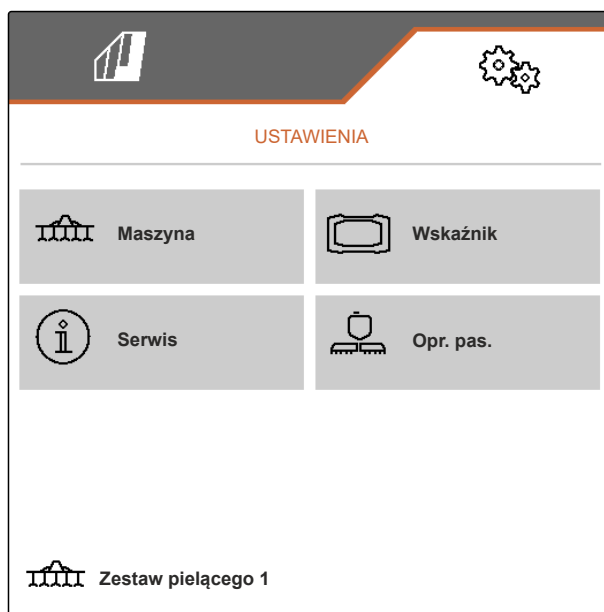 USTAWIENIA
Maszyna
Wskaźnik
Serwis
Opr. pas.
Zestaw pielącego 1